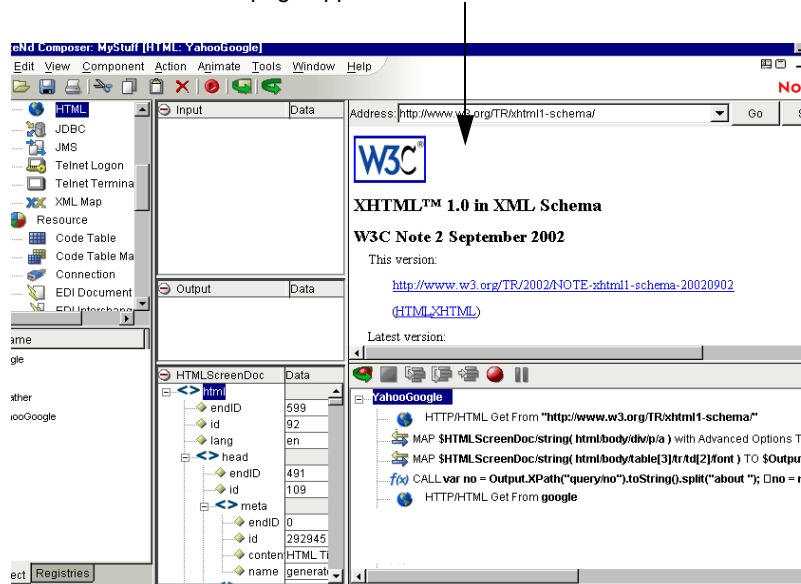 eNd Composer: MyStuff [HTML: YahooGoogle]
Edit View Component Action Animate Tools Window Help
No
HTML
JDBC
JMS
Telnet Logon
Telnet Termina
XML Map
Resource
Code Table
Code Table Ma
Connection
EDI Document
EDI Interchang
ame
gle
ather
ooGoogle
ect Registries
Input Data
Output Data
HTMLScreenDoc Data
html
endID 599
id 92
lang en
head
endID 491
id 109
meta
endID 0
id 292945
conten HTML Ti
name generat
Address: http://www.w3.org/TR/xhtml1-schema/ Go
W3C®
XHTML™ 1.0 in XML Schema
W3C Note 2 September 2002
This version:
http://www.w3.org/TR/2002/NOTE-xhtml1-schema-20020902
(HTML,XHTML)
Latest version:
YahooGoogle
HTTP/HTML Get From "http://www.w3.org/TR/xhtml1-schema/"
MAP $HTMLScreenDoc/string( html/body/div/p/a ) with Advanced Options T
MAP $HTMLScreenDoc/string( html/body/table[3]/tr/td[2]/font ) TO $Outpu
f(x) CALL var no = Output.XPath("query/no").toString().split("about "); □no = n
HTTP/HTML Get From google